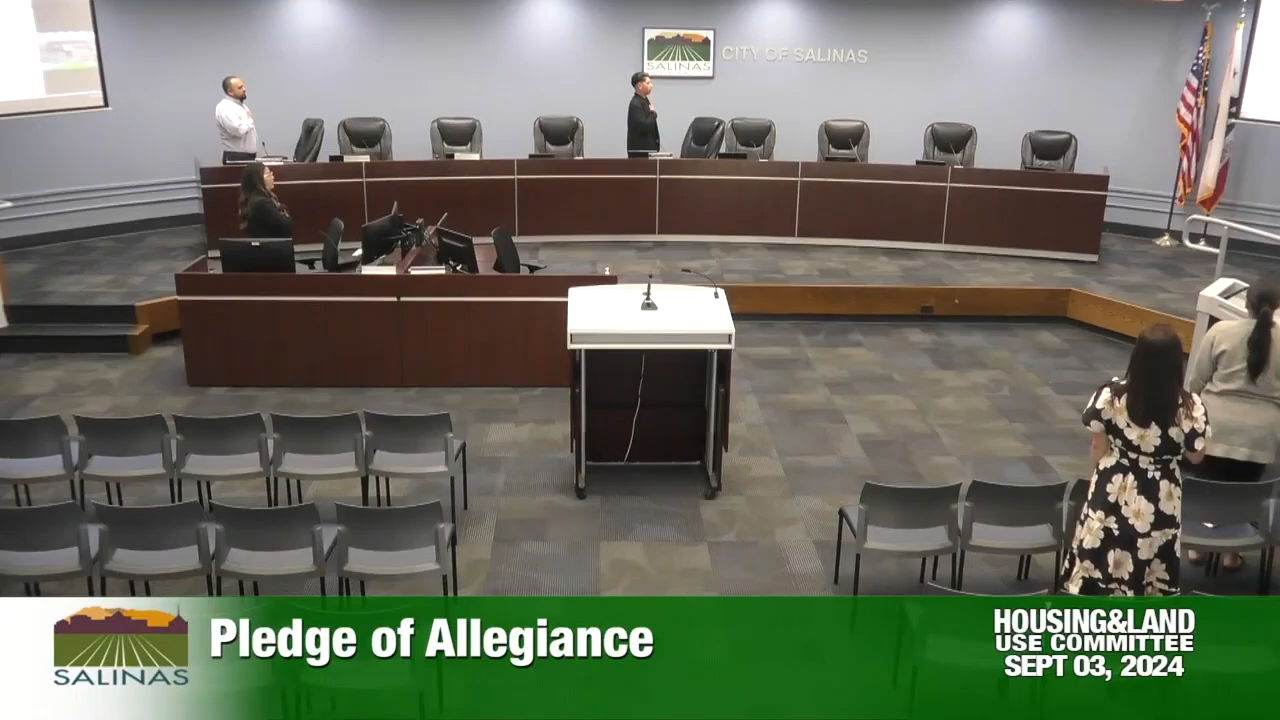 SALINAS
CITY OF SALINAS
SALINAS
Pledge of Allegiance
HOUSING&LAND
USE COMMITTEE
SEPT 03, 2024